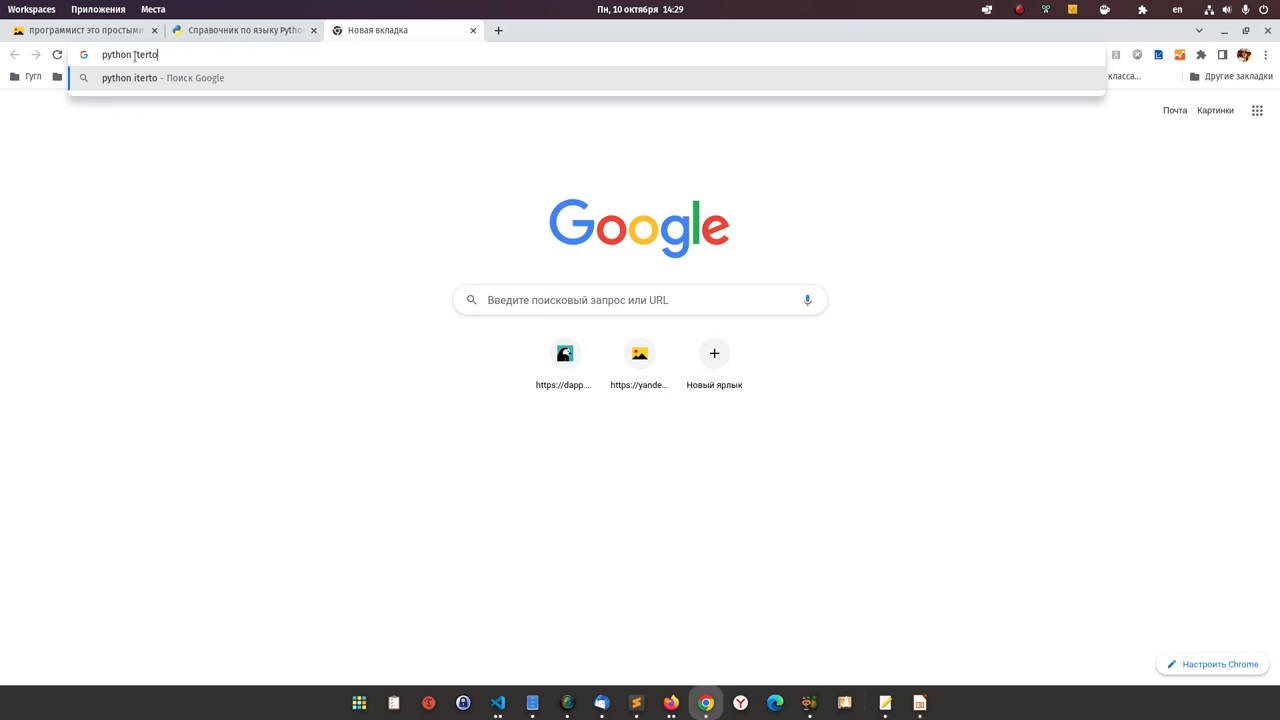 Workspaces Приложения Места Пн, 10 октября 14:29 en
программист это простыми Справочник по языку Python Новая вкладка
python iterto
python iterto - Поиск Google
Гугл класса... Другие закладки
Почта Картинки
Google
Введите поисковый запрос или URL
https://dapp.... https://yande... Новый ярлык
Настроить Chrome